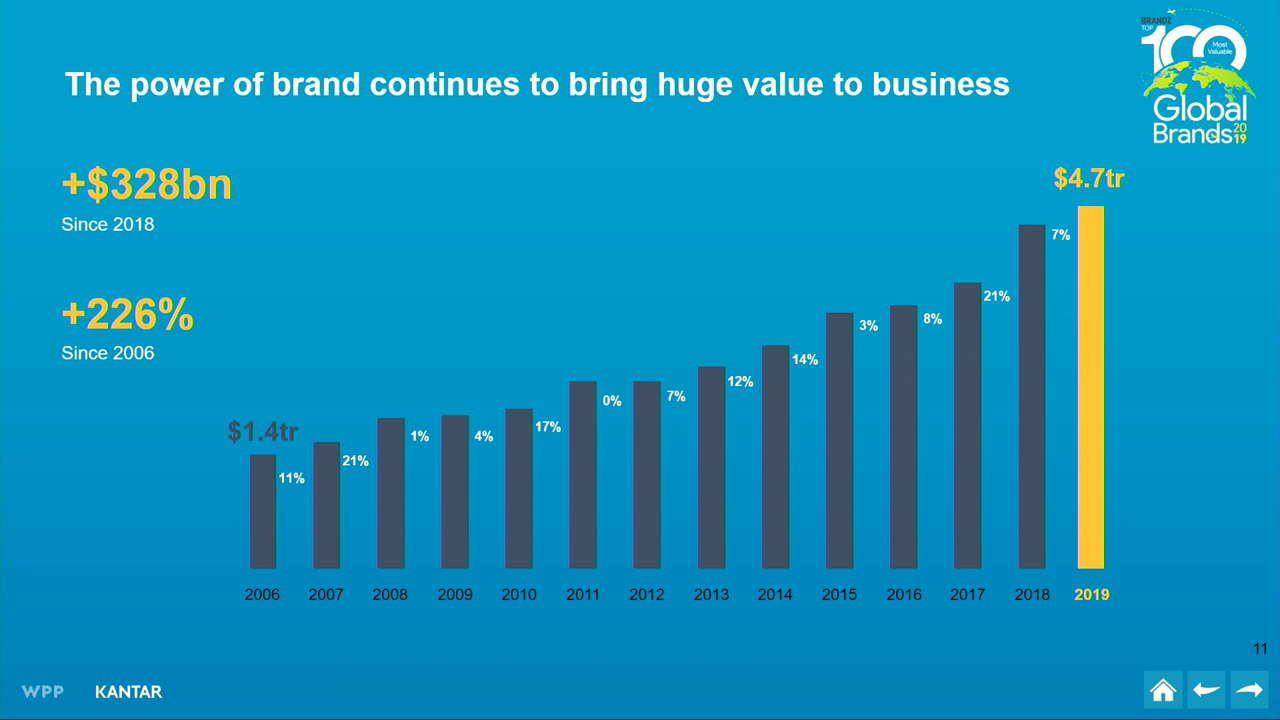 BRANDZ
TOP
100
Most
Valuable
Global
Brands 20
19
The power of brand continues to bring huge value to business
+$328bn
Since 2018
+226%
Since 2006
$4.7tr
7%
21%
8%
3%
14%
12%
7%
0%
17%
4%
1%
21%
11%
$1.4tr
2006 2007 2008 2009 2010 2011 2012 2013 2014 2015 2016 2017 2018 2019
11
WPP KANTAR